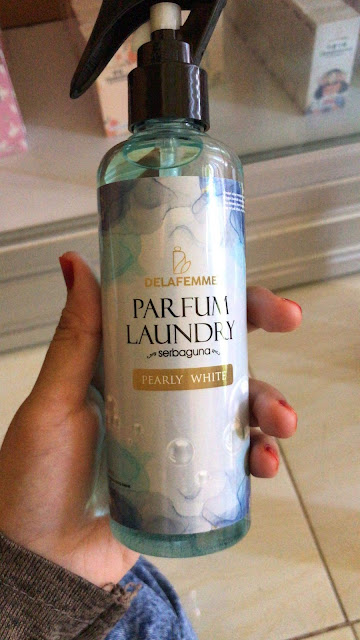 DELAFEMME
PARFUM
LAUNDRY
serbaguna
PEARLY WHITE